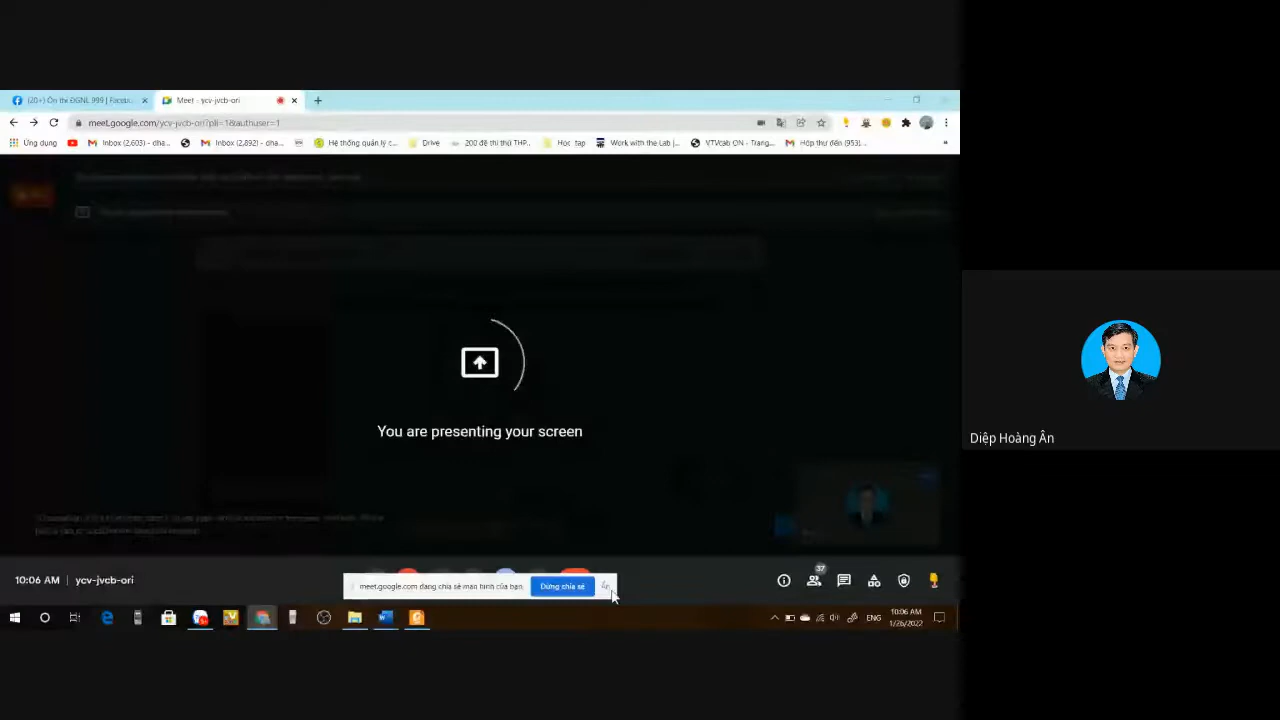 (20+) Ôn thi ĐGNL 999 | Facebo
Meet - ycv-jvcb-ori
meet.google.com/ycv-jvcb-ori?pli=1&authuser=1
Ứng dụng
Inbox (2,603) - dha...
Inbox (2,892) - dha...
Hệ thống quản lý c...
Drive
200 đề thi thử THP...
Học tập
Work with the Lab |...
VTVcab ON - Trang...
Hộp thư đến (953)...
»
You are presenting your screen
Diệp Hoàng Ân
10:06 AM | ycv-jvcb-ori
meet.google.com đang chia sẻ màn hình của bạn.
Dừng chia sẻ
Ẩn
37
ENG
10:06 AM
1/26/2022